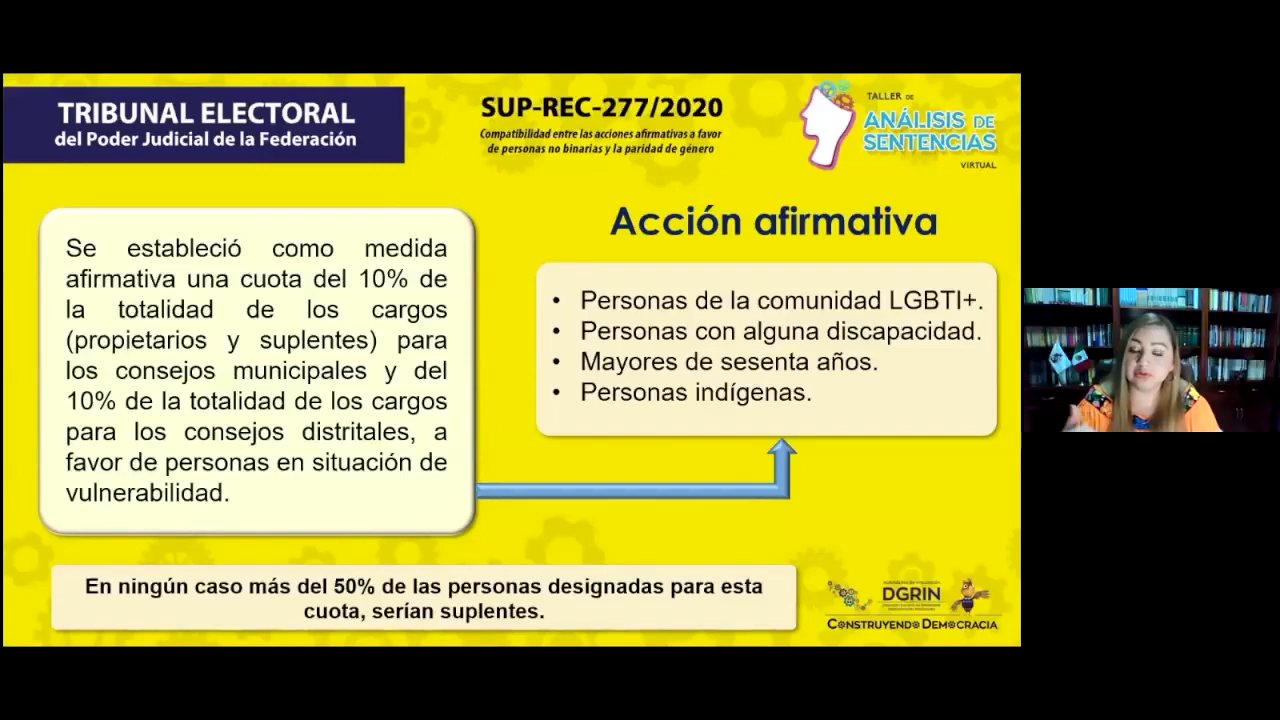 TRIBUNAL ELECTORAL
del Poder Judicial de la Federación
SUP-REC-277/2020
Compatibilidad entre las acciones afirmativas a favor
de personas no binarias y la paridad de género
TALLER DE
ANÁLISIS DE
SENTENCIAS
VIRTUAL
Se estableció como medida
afirmativa una cuota del 10% de
la totalidad de los cargos
(propietarios y suplentes) para
los consejos municipales y del
10% de la totalidad de los cargos
para los consejos distritales, a
favor de personas en situación de
vulnerabilidad.
Acción afirmativa
• Personas de la comunidad LGBTI+.
• Personas con alguna discapacidad.
• Mayores de sesenta años.
• Personas indígenas.
En ningún caso más del 50% de las personas designadas para esta
cuota, serían suplentes.
DGRIN
CONSTRUYENDO DEMOCRACIA